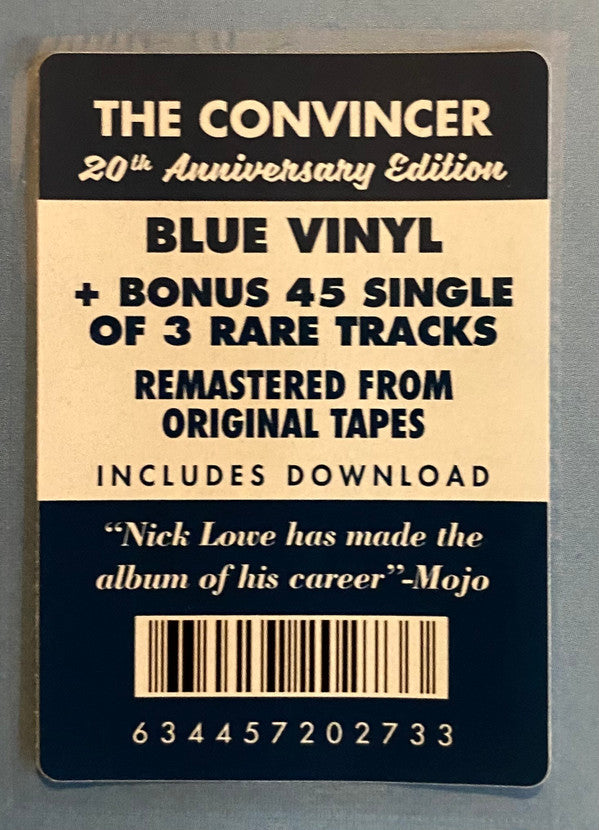 THE CONVINCER
20th Anniversary Edition
BLUE VINYL
+ BONUS 45 SINGLE
OF 3 RARE TRACKS
REMASTERED FROM
ORIGINAL TAPES
INCLUDES DOWNLOAD
“Nick Lowe has made the
album of his career”-Mojo
634457202733